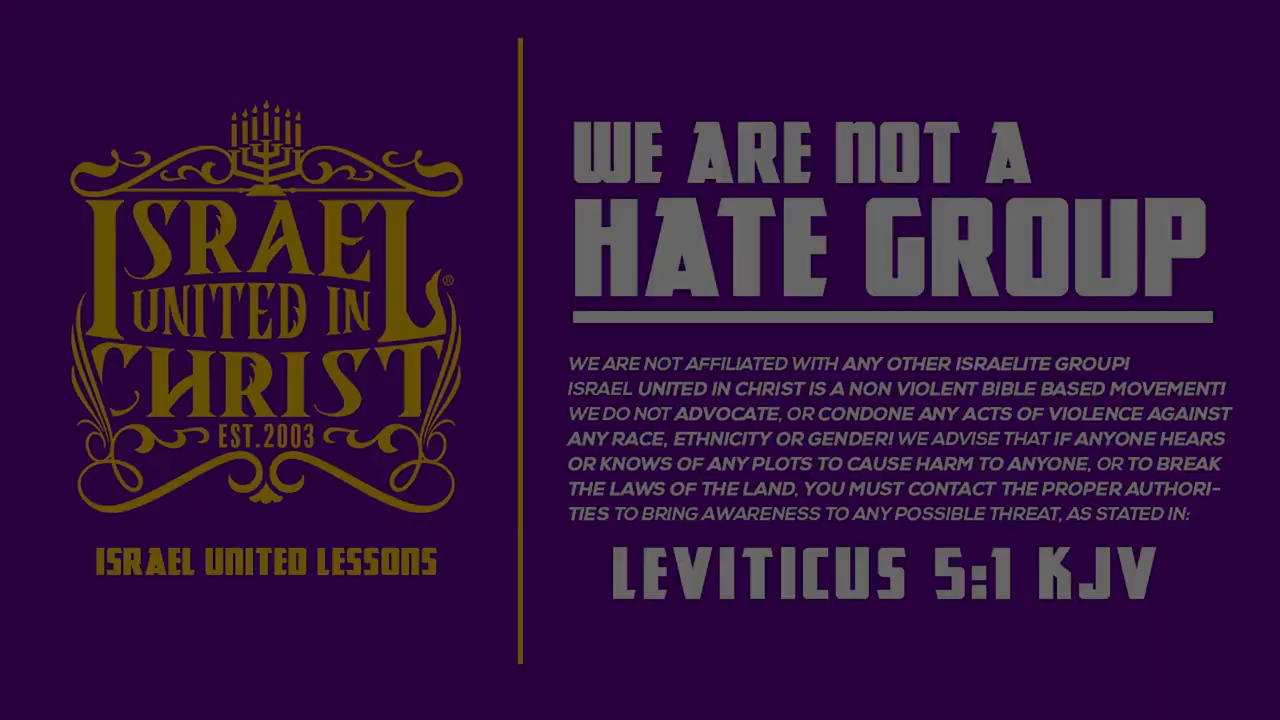 ISRAEL
UNITED IN
CHRIST
®
EST.2003
ISRAEL UNITED LESSONS
WE ARE NOT A
HATE GROUP
WE ARE NOT AFFILIATED WITH ANY OTHER ISRAELITE GROUP!
ISRAEL UNITED IN CHRIST IS A NON VIOLENT BIBLE BASED MOVEMENT!
WE DO NOT ADVOCATE, OR CONDONE ANY ACTS OF VIOLENCE AGAINST
ANY RACE, ETHNICITY OR GENDER! WE ADVISE THAT IF ANYONE HEARS
OR KNOWS OF ANY PLOTS TO CAUSE HARM TO ANYONE, OR TO BREAK
THE LAWS OF THE LAND, YOU MUST CONTACT THE PROPER AUTHORI-
TIES TO BRING AWARENESS TO ANY POSSIBLE THREAT, AS STATED IN:
LEVITICUS 5:1 KJV